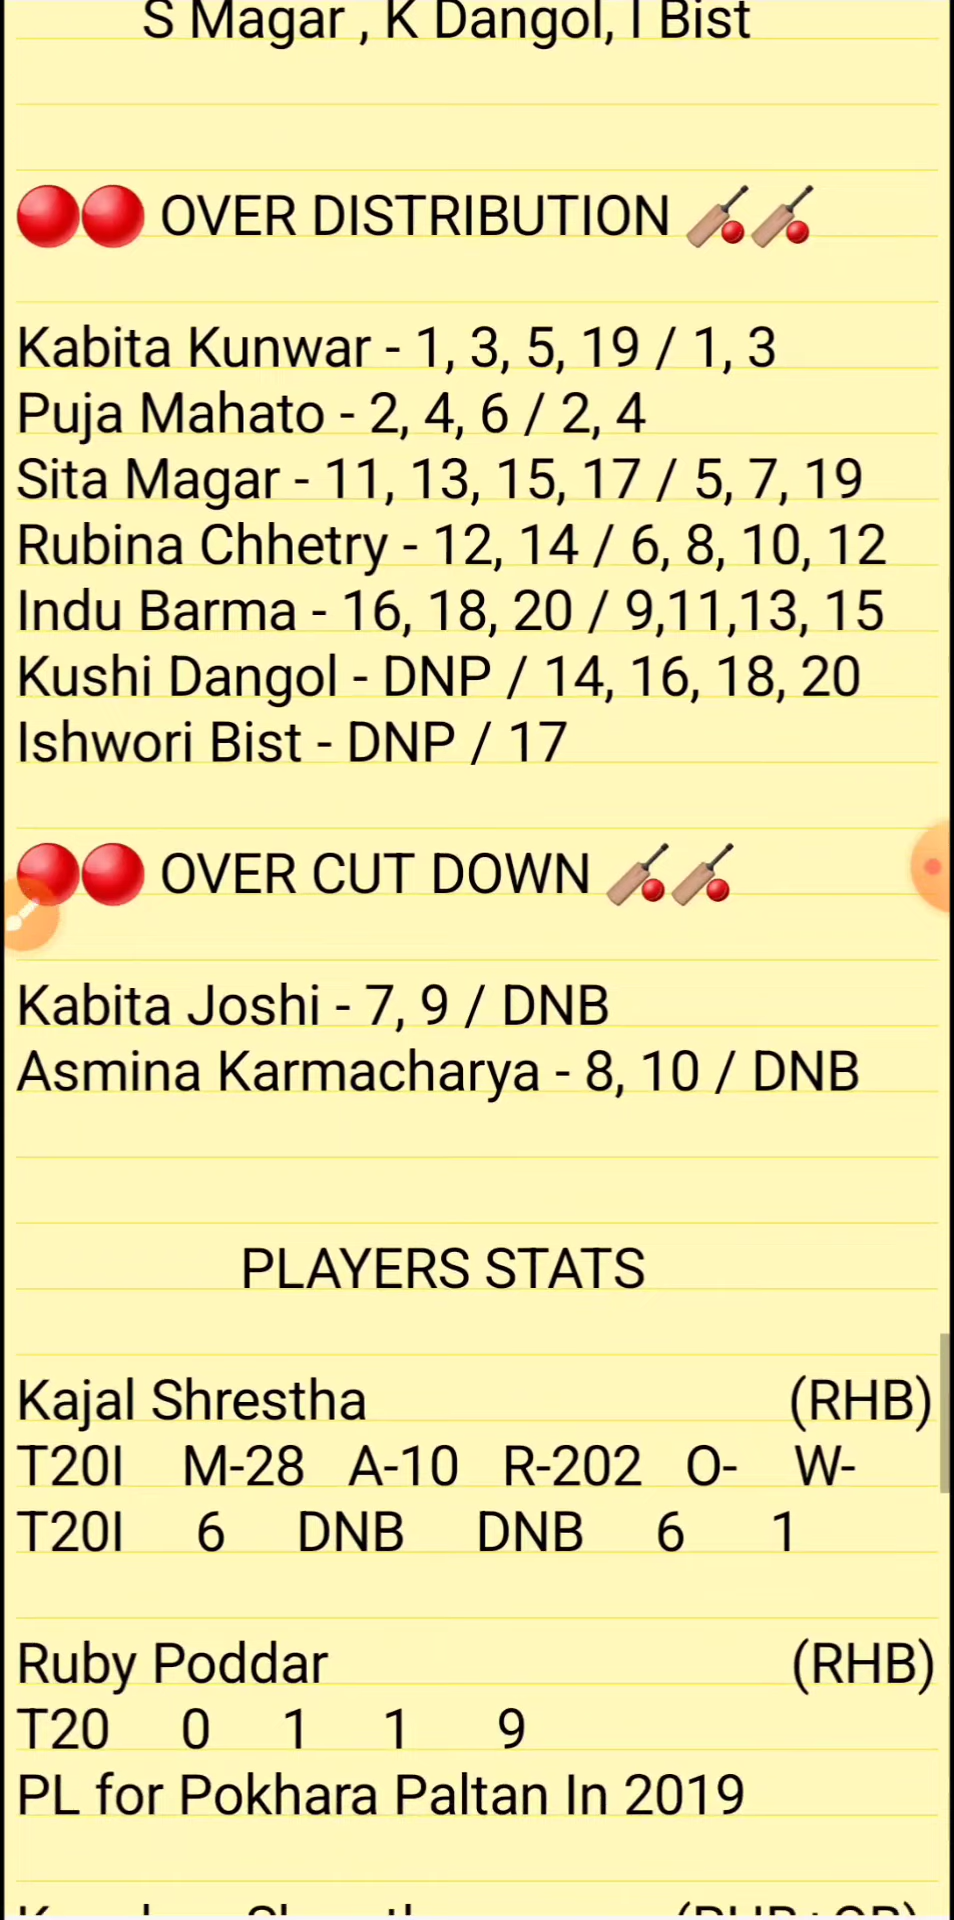 S Magar , K Dangol, I Bist
🔴🔴 OVER DISTRIBUTION 🏏🏏
Kabita Kunwar - 1, 3, 5, 19 / 1, 3
Puja Mahato - 2, 4, 6 / 2, 4
Sita Magar - 11, 13, 15, 17 / 5, 7, 19
Rubina Chhetry - 12, 14 / 6, 8, 10, 12
Indu Barma - 16, 18, 20 / 9,11,13, 15
Kushi Dangol - DNP / 14, 16, 18, 20
Ishwori Bist - DNP / 17
🔴🔴 OVER CUT DOWN 🏏🏏
Kabita Joshi - 7, 9 / DNB
Asmina Karmacharya - 8, 10 / DNB
PLAYERS STATS
Kajal Shrestha (RHB)
T20I M-28 A-10 R-202 O- W-
T20I 6 DNB DNB 6 1
Ruby Poddar (RHB)
T20 0 1 1 9
PL for Pokhara Paltan In 2019